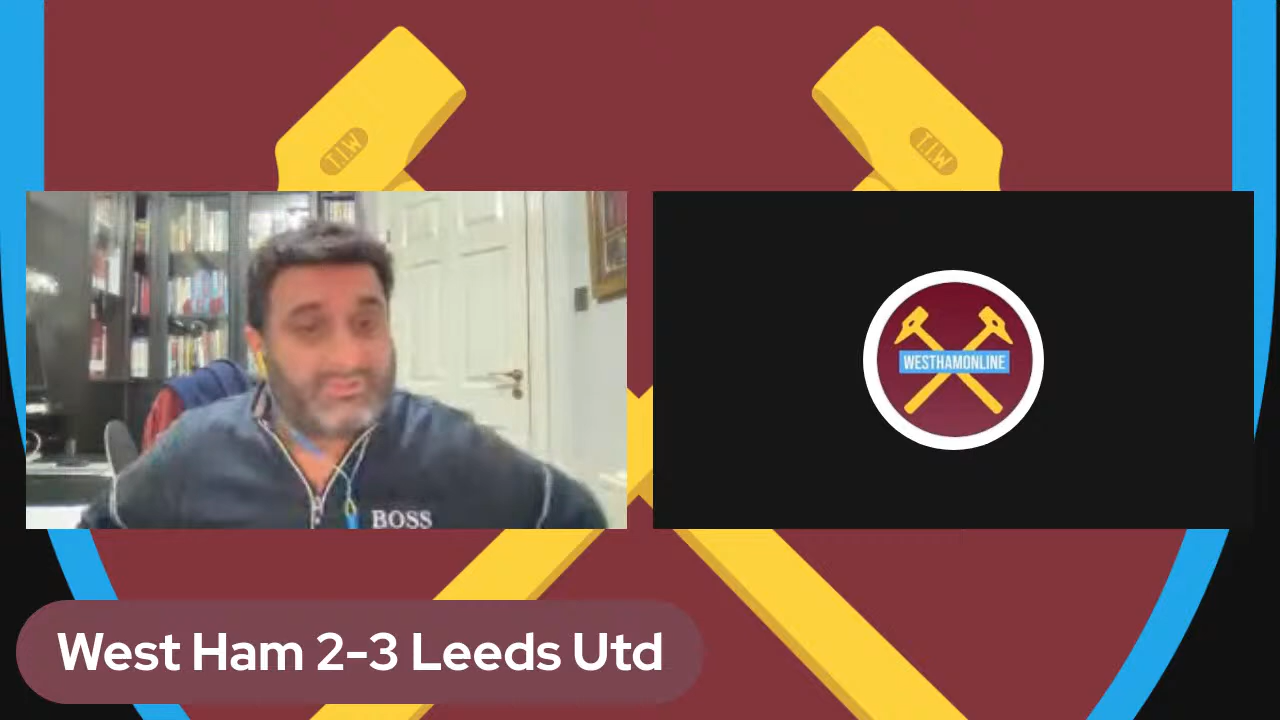 T.I.W
T.I.W
WESTHAMONLINE
BOSS
West Ham 2-3 Leeds Utd